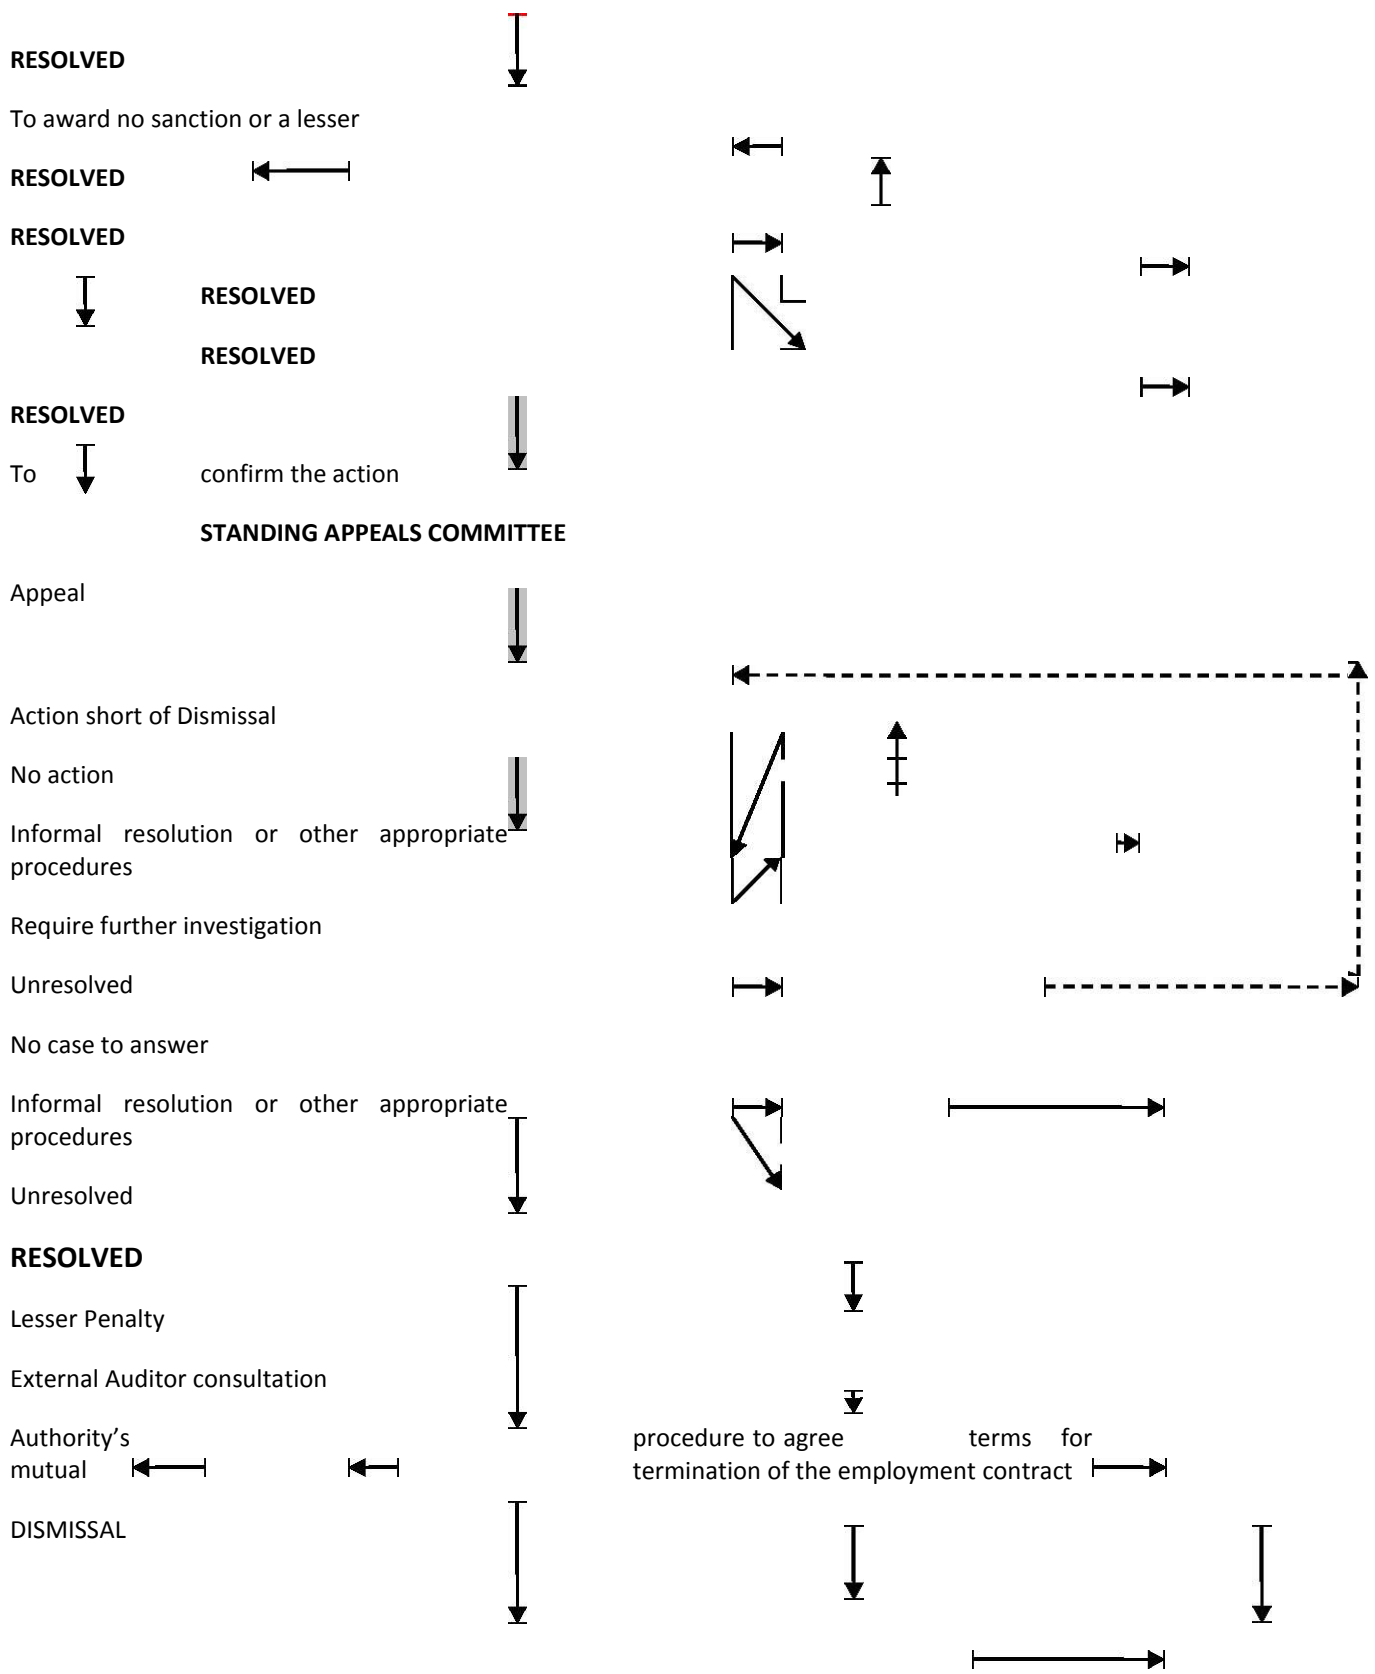 RESOLVED
To award no sanction or a lesser
RESOLVED
RESOLVED
RESOLVED
RESOLVED
RESOLVED
To confirm the action
STANDING APPEALS COMMITTEE
Appeal
Action short of Dismissal
No action
Informal resolution or other appropriate
procedures
Require further investigation
Unresolved
No case to answer
Informal resolution or other appropriate
procedures
Unresolved
RESOLVED
Lesser Penalty
External Auditor consultation
Authority’s procedure to agree terms for
mutual termination of the employment contract
DISMISSAL